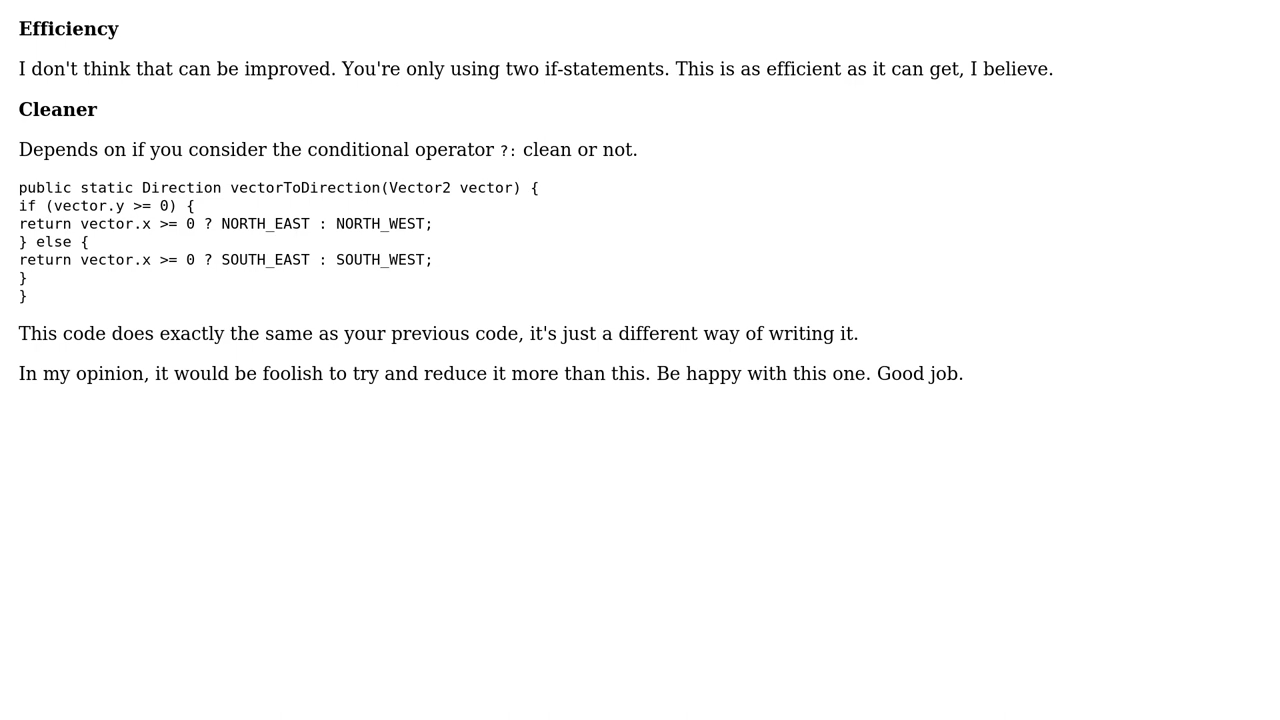 Efficiency
I don't think that can be improved. You're only using two if-statements. This is as efficient as it can get, I believe.
Cleaner
Depends on if you consider the conditional operator ?: clean or not.
public static Direction vectorToDirection(Vector2 vector) {
if (vector.y >= 0) {
return vector.x >= 0 ? NORTH_EAST : NORTH_WEST;
} else {
return vector.x >= 0 ? SOUTH_EAST : SOUTH_WEST;
}
}
This code does exactly the same as your previous code, it's just a different way of writing it.
In my opinion, it would be foolish to try and reduce it more than this. Be happy with this one. Good job.